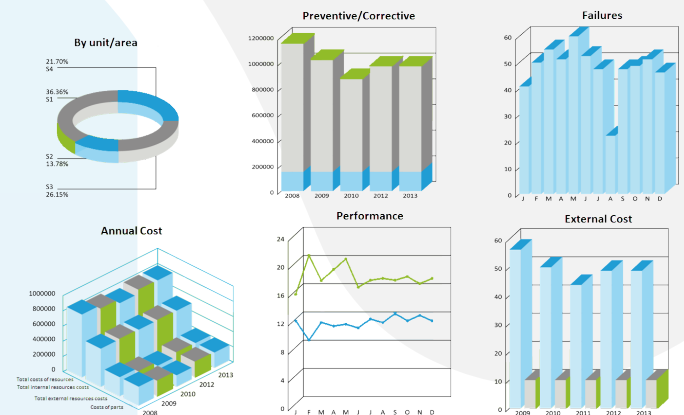 By unit/area
21.70%
S4
36.36%
S1
S2
13.78%
S3
26.15%
Preventive/Corrective
1200000
1000000
800000
600000
400000
200000
0
2008 2009 2010 2012 2013
Failures
60
50
40
30
20
10
0
J F M A M J J A S O N D
Annual Cost
1000000
800000
600000
400000
200000
0
Total costs of resources
Total internal resources costs
Total external resources costs
Costs of parts
2008 2009 2010 2012 2013
Performance
24
20
16
12
8
4
0
J F M A M J J A S O N D
External Cost
60
50
40
30
20
10
0
2009 2010 2011 2012 2013